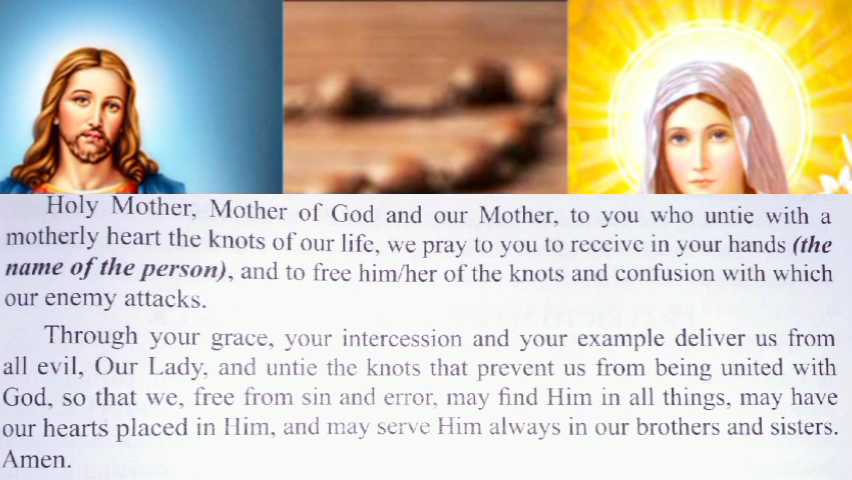 Holy Mother, Mother of God and our Mother, to you who untie with a
motherly heart the knots of our life, we pray to you to receive in your hands (the
name of the person), and to free him/her of the knots and confusion with which
our enemy attacks.
Through your grace, your intercession and your example deliver us from
all evil, Our Lady, and untie the knots that prevent us from being united with
God, so that we, free from sin and error, may find Him in all things, may have
our hearts placed in Him, and may serve Him always in our brothers and sisters.
Amen.